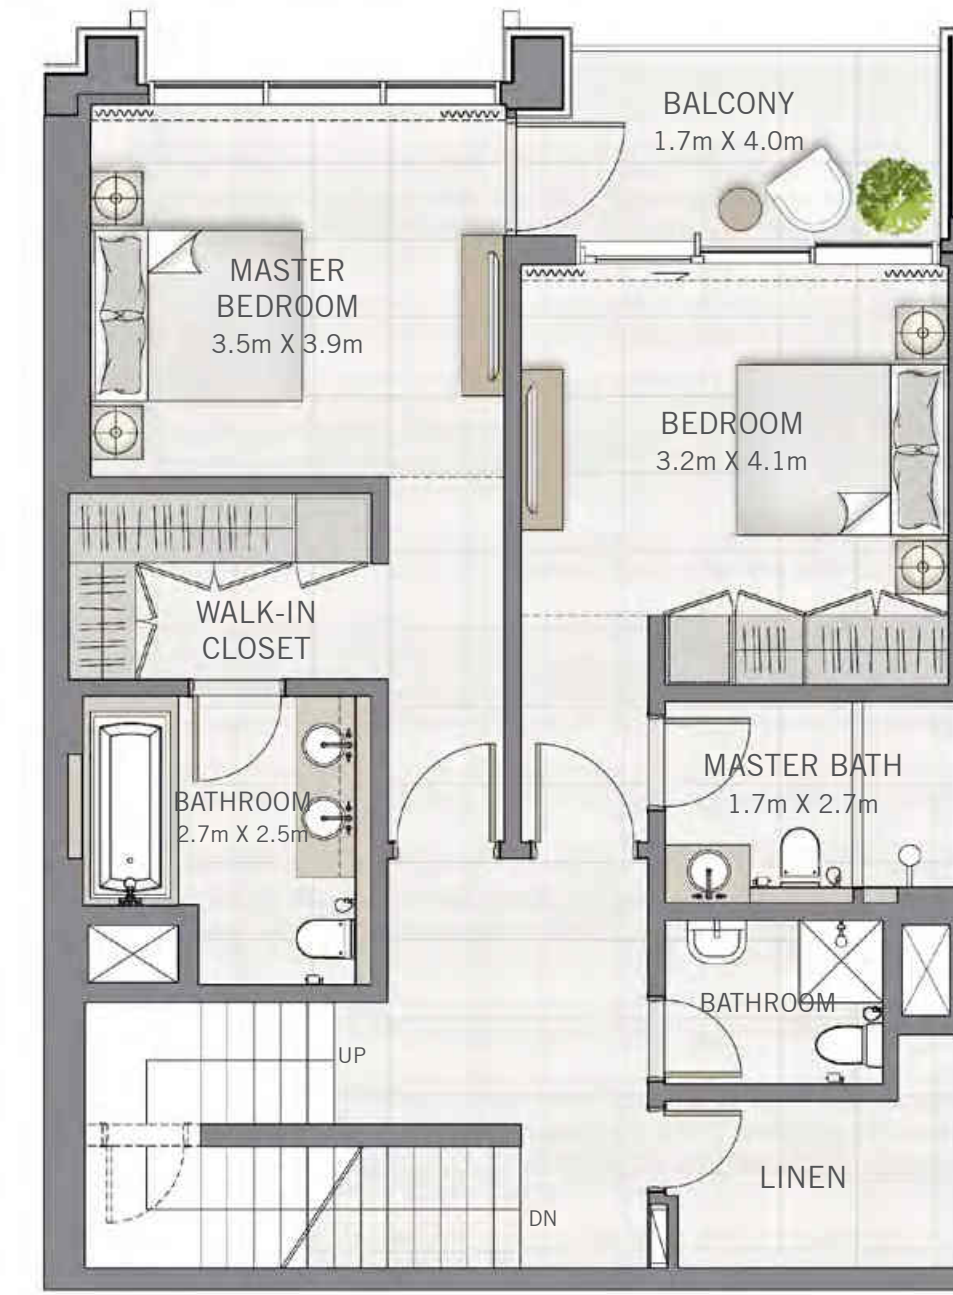 BALCONY
1.7m X 4.0m
MASTER
BEDROOM
3.5m X 3.9m
BEDROOM
3.2m X 4.1m
WALK-IN
CLOSET
MASTER BATH
1.7m X 2.7m
BATHROOM
2.7m X 2.5m
BATHROOM
UP
LINEN
DN